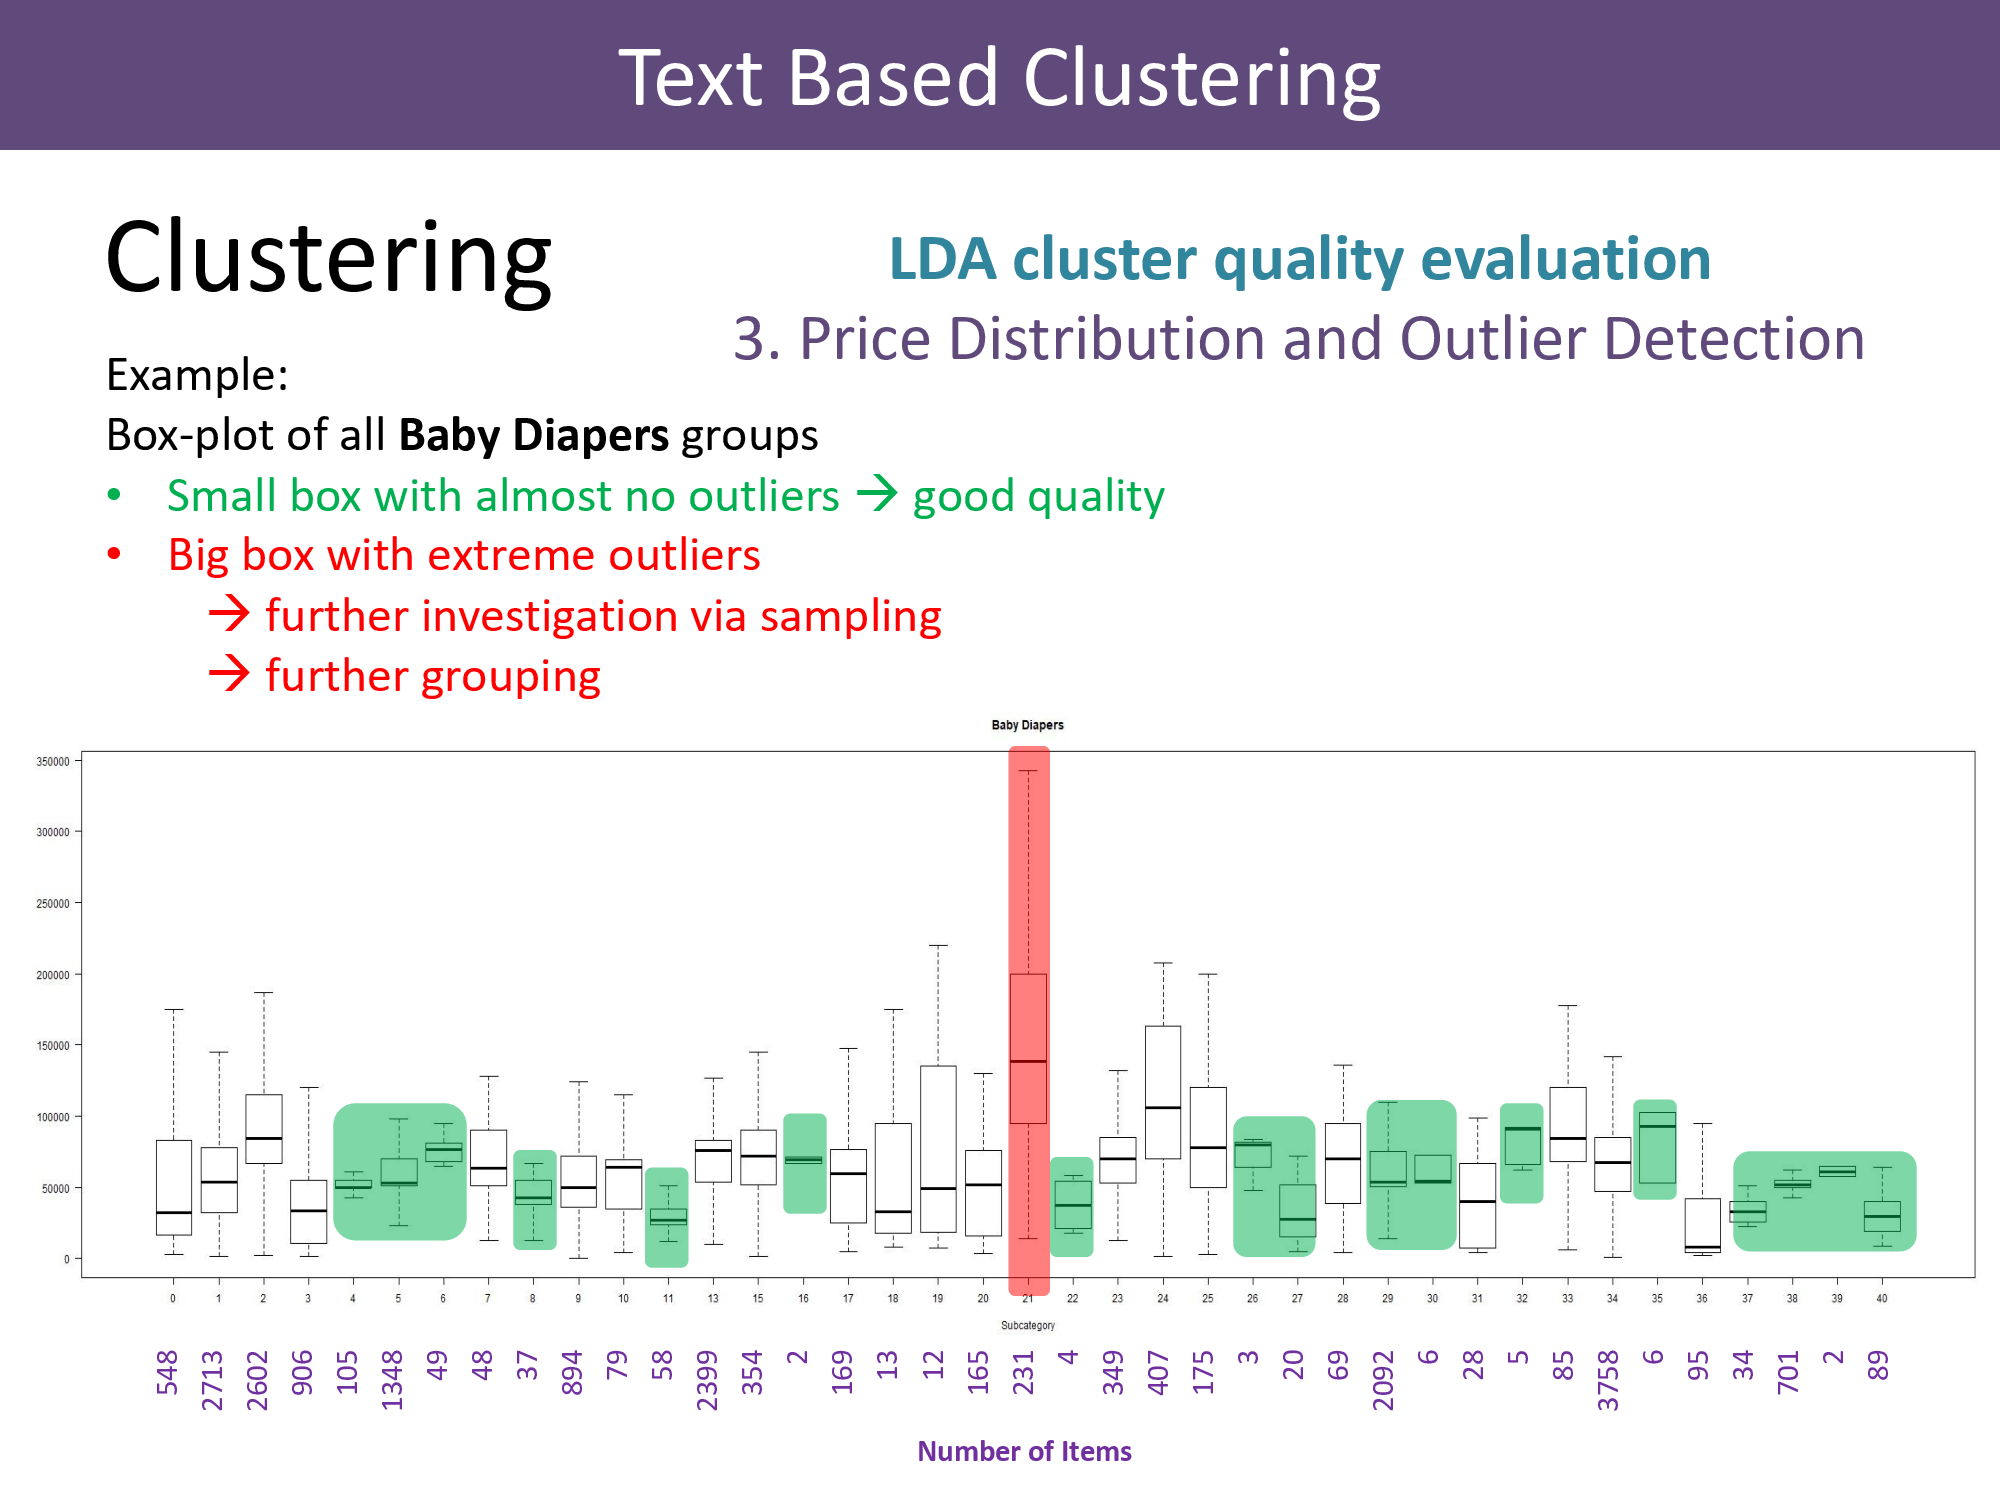 Text Based Clustering
Clustering
LDA cluster quality evaluation
3. Price Distribution and Outlier Detection
Example:
Box-plot of all Baby Diapers groups
• Small box with almost no outliers → good quality
• Big box with extreme outliers
→ further investigation via sampling
→ further grouping
Baby Diapers
350000
300000
250000
200000
150000
100000
50000
0
0 1 2 3 4 5 6 7 8 9 10 11 13 15 16 17 18 19 20 21 22 23 24 25 26 27 28 29 30 31 32 33 34 35 36 37 38 39 40
Subcategory
548 2713 2602 906 105 1348 49 48 37 894 79 58 2399 354 2 169 13 12 165 231 4 349 407 175 3 20 69 2092 6 28 5 85 3758 6 95 34 701 2 89
Number of Items